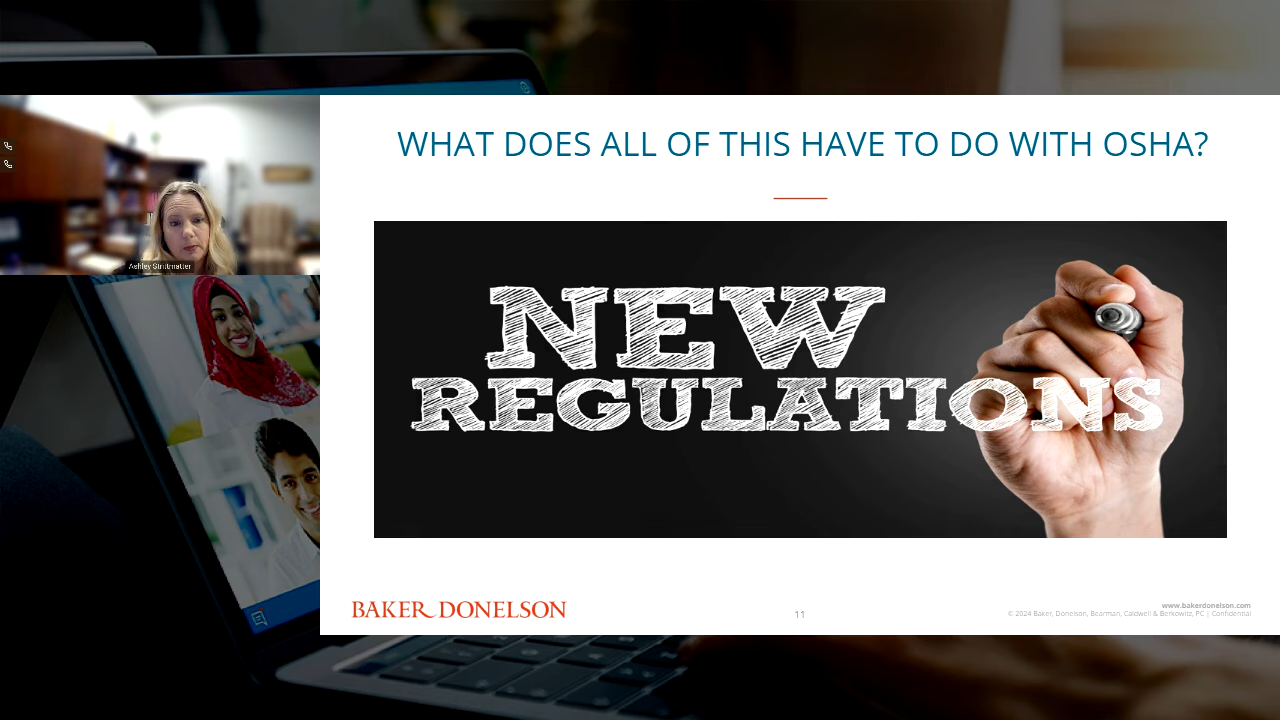 WHAT DOES ALL OF THIS HAVE TO DO WITH OSHA?
Ashley Strittmatter
NEW
REGULATIONS
BAKER DONELSON
11
www.bakerdonelson.com
© 2024 Baker, Donelson, Bearman, Caldwell & Berkowitz, PC | Confidential